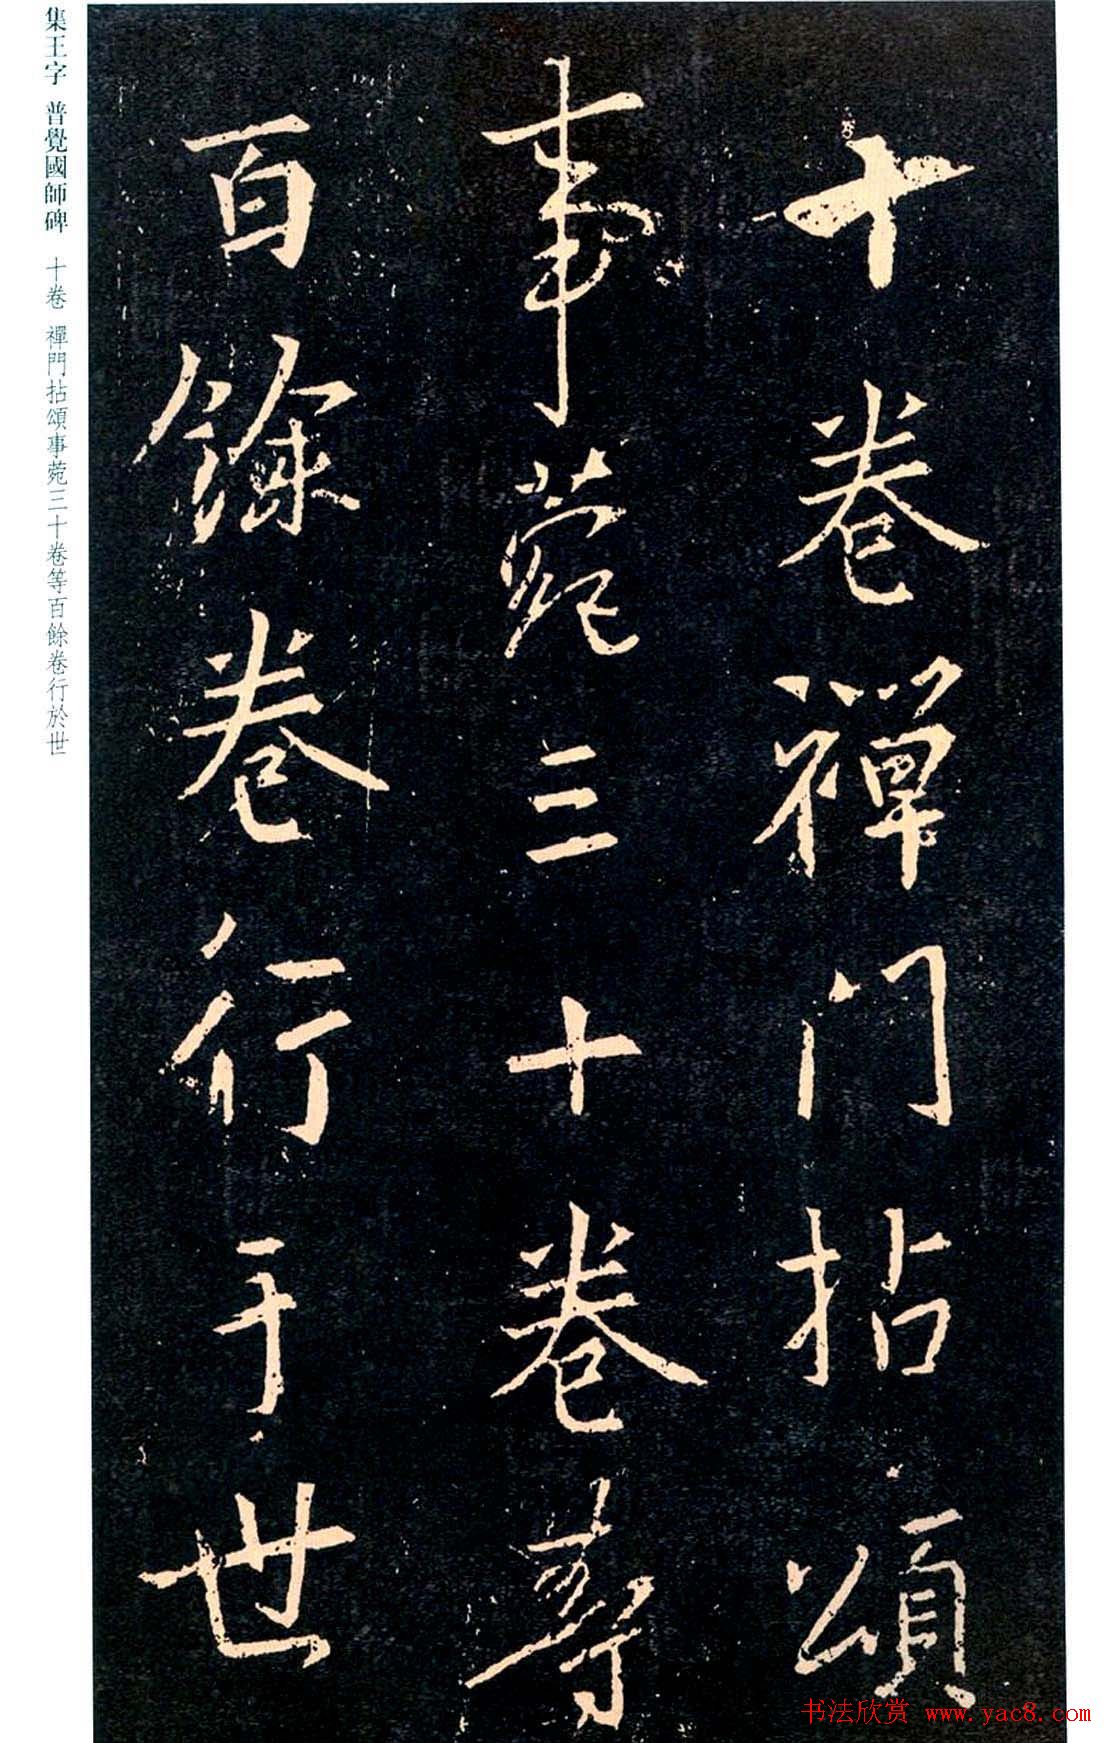 十卷禪门拈頌
事菀三十卷等
百餘卷行于世
集王字 普覺國師碑 十卷 禪門拈頌事菀三十卷等百餘卷行於世
书法欣赏 www.yac8.com